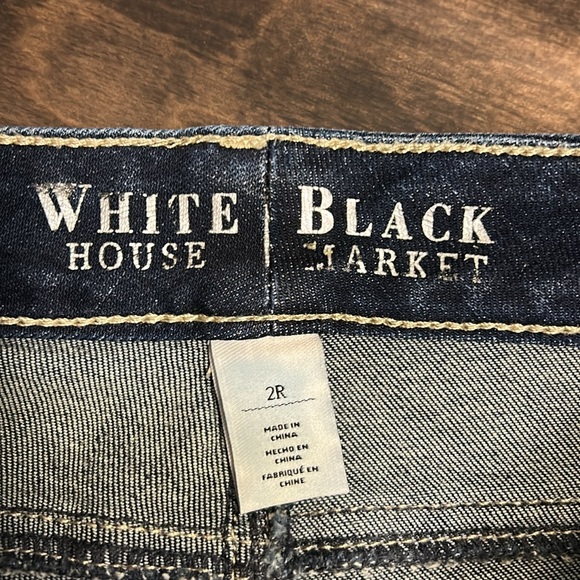 WHITE
HOUSE
BLACK
MARKET
2R
MADE IN
CHINA
HECHO EN
CHINA
FABRIQUÉ EN
CHINE